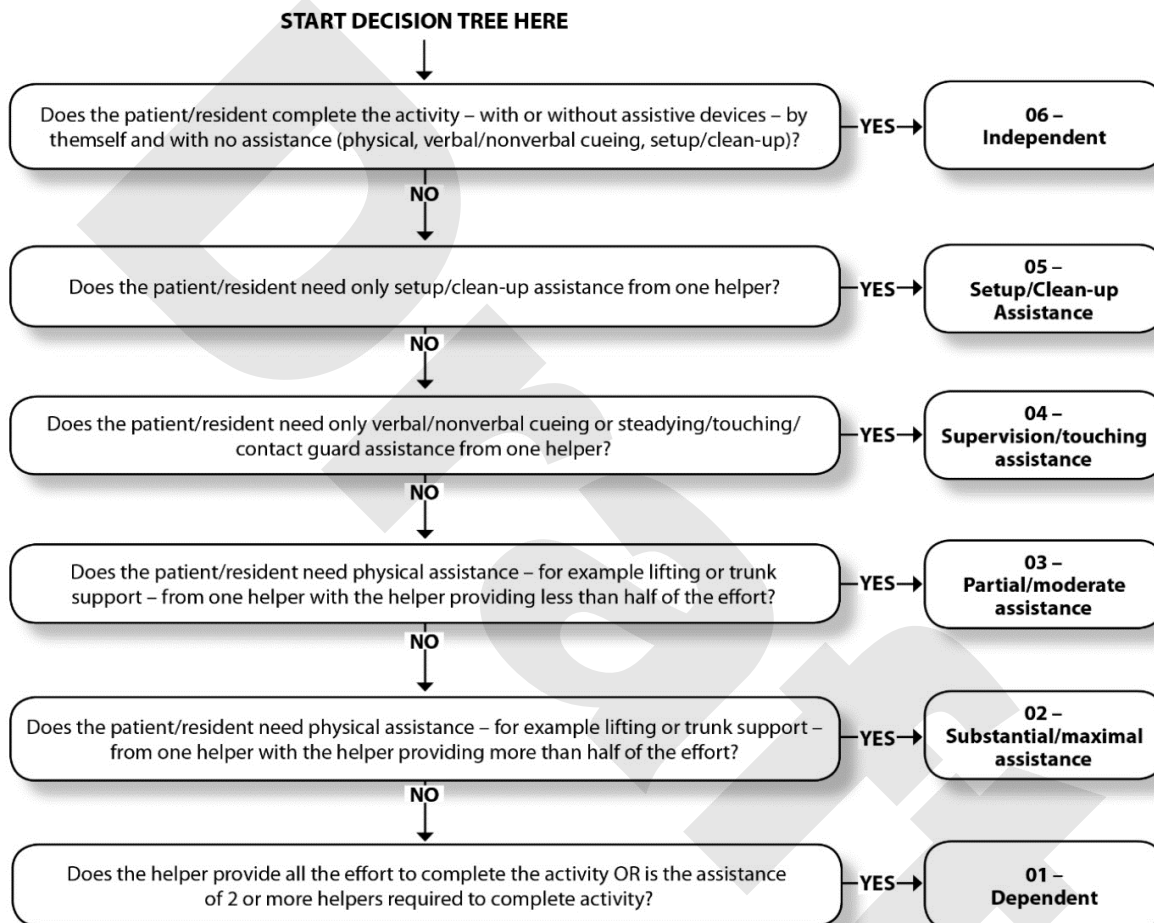 START DECISION TREE HERE
Does the patient/resident complete the activity – with or without assistive devices – by
themself and with no assistance (physical, verbal/nonverbal cueing, setup/clean-up)?
YES
06 –
Independent
NO
Does the patient/resident need only setup/clean-up assistance from one helper?
YES
05 –
Setup/Clean-up
Assistance
NO
Does the patient/resident need only verbal/nonverbal cueing or steadying/touching/
contact guard assistance from one helper?
YES
04 –
Supervision/touching
assistance
NO
Does the patient/resident need physical assistance – for example lifting or trunk
support – from one helper with the helper providing less than half of the effort?
YES
03 –
Partial/moderate
assistance
NO
Does the patient/resident need physical assistance – for example lifting or trunk support –
from one helper with the helper providing more than half of the effort?
YES
02 –
Substantial/maximal
assistance
NO
Does the helper provide all the effort to complete the activity OR is the assistance
of 2 or more helpers required to complete activity?
YES
01 –
Dependent
Draft